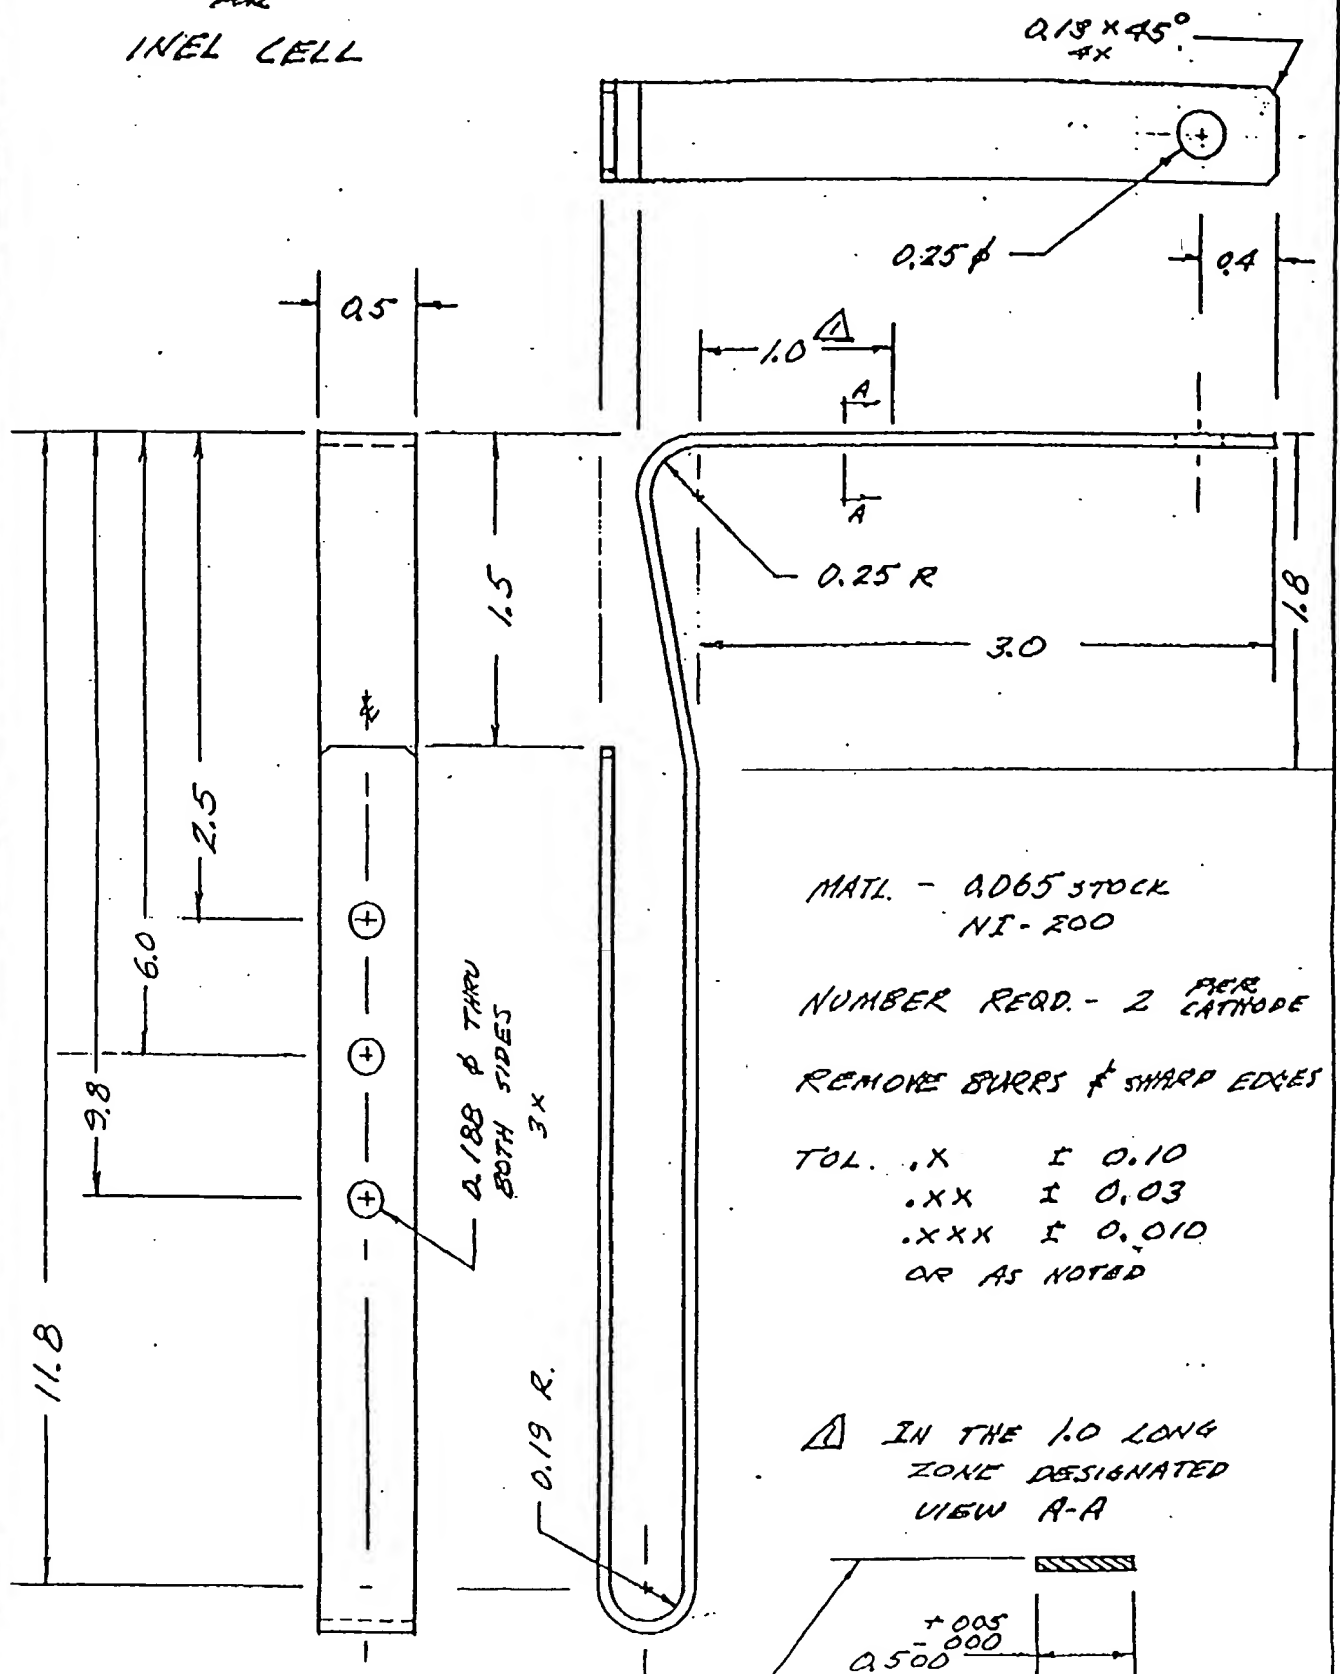 INEL CELL
0.13 X 45°
4X
0.25 ϕ
0.4
0.5
1.0 1
A
A
0.25 R
1.5
3.0
1.8
2.5
6.0
9.8
11.8
0.188 ϕ THRU
BOTH SIDES
3X
0.19 R.
MATL. - 0.065 STOCK
NI-200
NUMBER REQD. - 2 PER CATHODE
REMOVE BURRS & SHARP EDGES
TOL. .X ± 0.10
.XX ± 0.03
.XXX ± 0.010
OR AS NOTED
1 IN THE 1.0 LONG
ZONE DESIGNATED
VIEW A-A
+.005
-.000
0.500